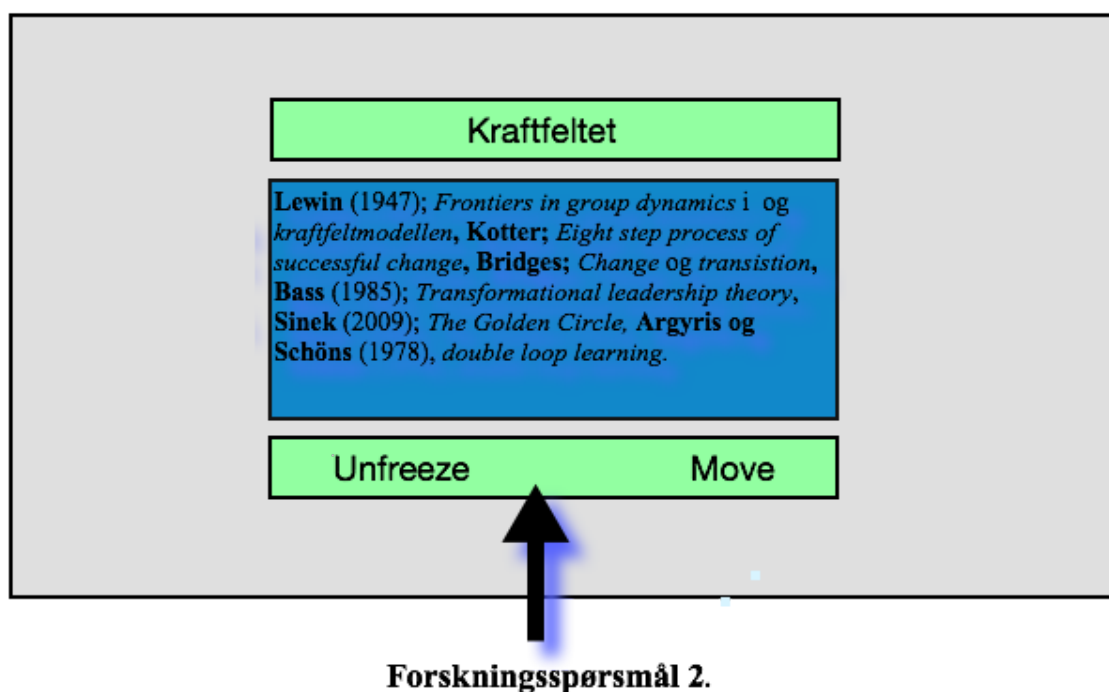 Kraftfeltet
Lewin (1947); Frontiers in group dynamics i og
kraftfeltmodellen, Kotter; Eight step process of
successful change, Bridges; Change og transistion,
Bass (1985); Transformational leadership theory,
Sinek (2009); The Golden Circle, Argyris og
Schöns (1978), double loop learning.
Unfreeze Move
Forskningsspørsmål 2.